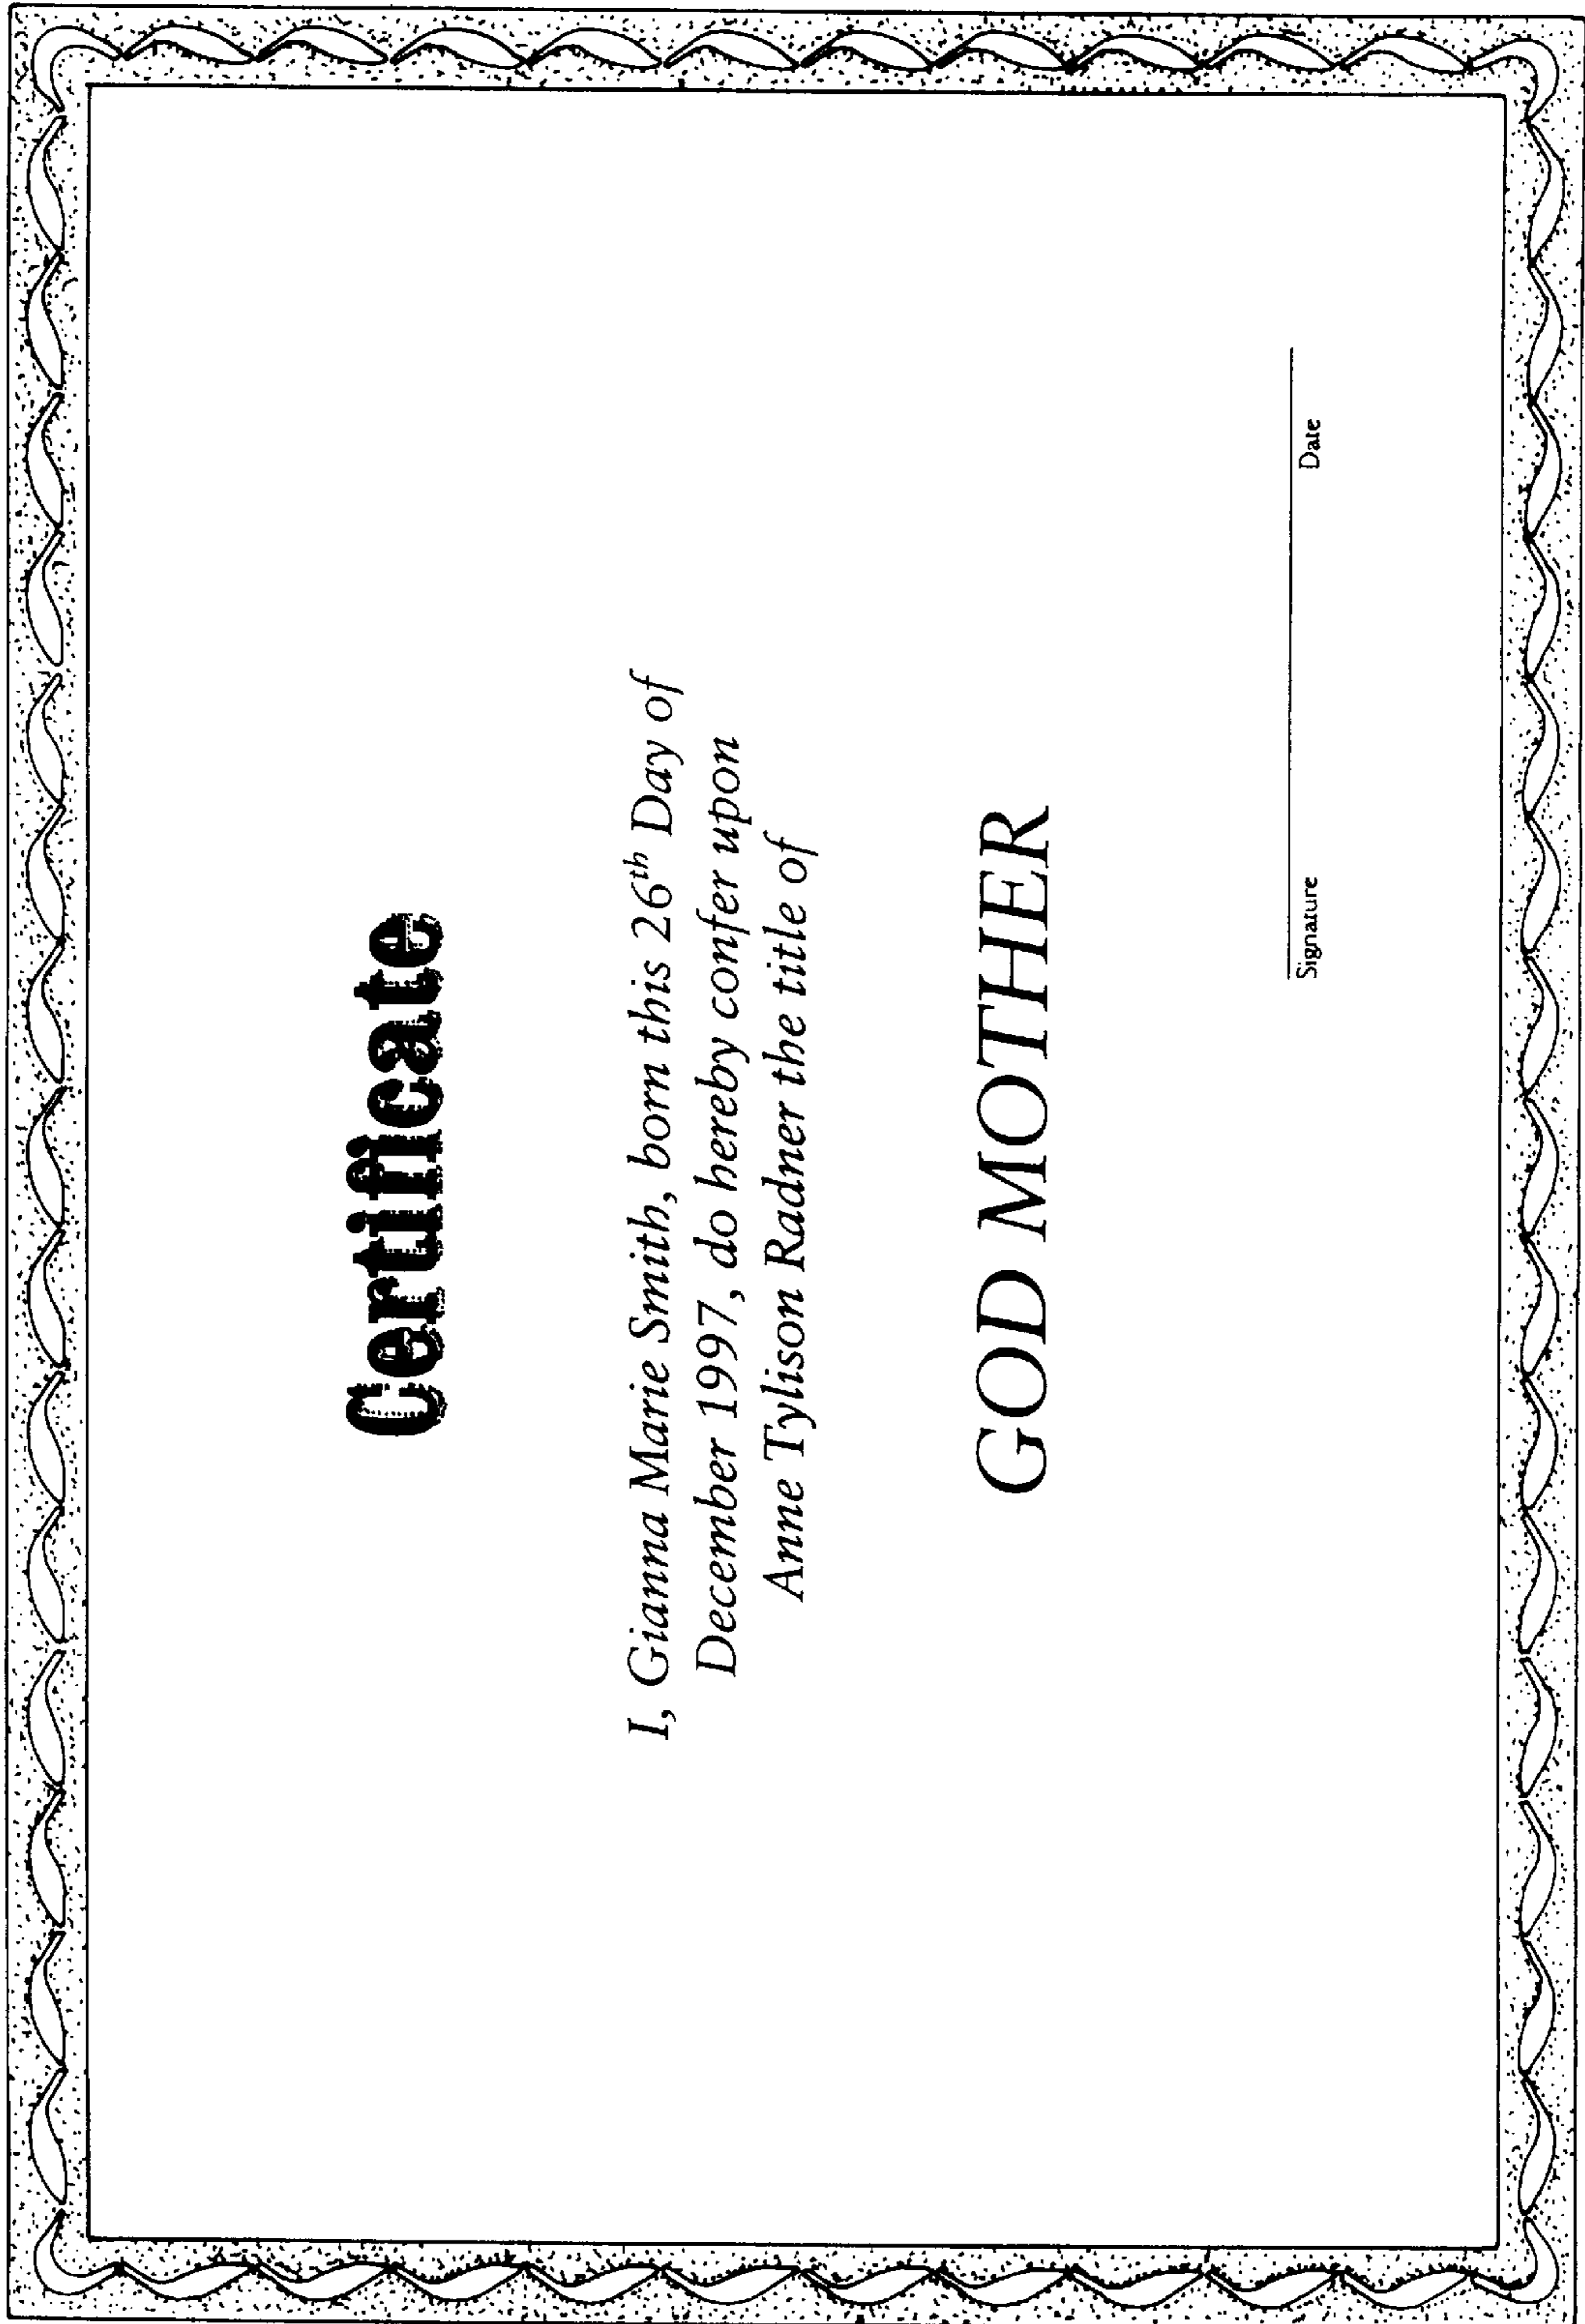 Certificate
I, Gianna Marie Smith, born this 26th Day of
December 1997, do hereby confer upon
Anne Tylison Radner the title of
GOD MOTHER
Signature Date